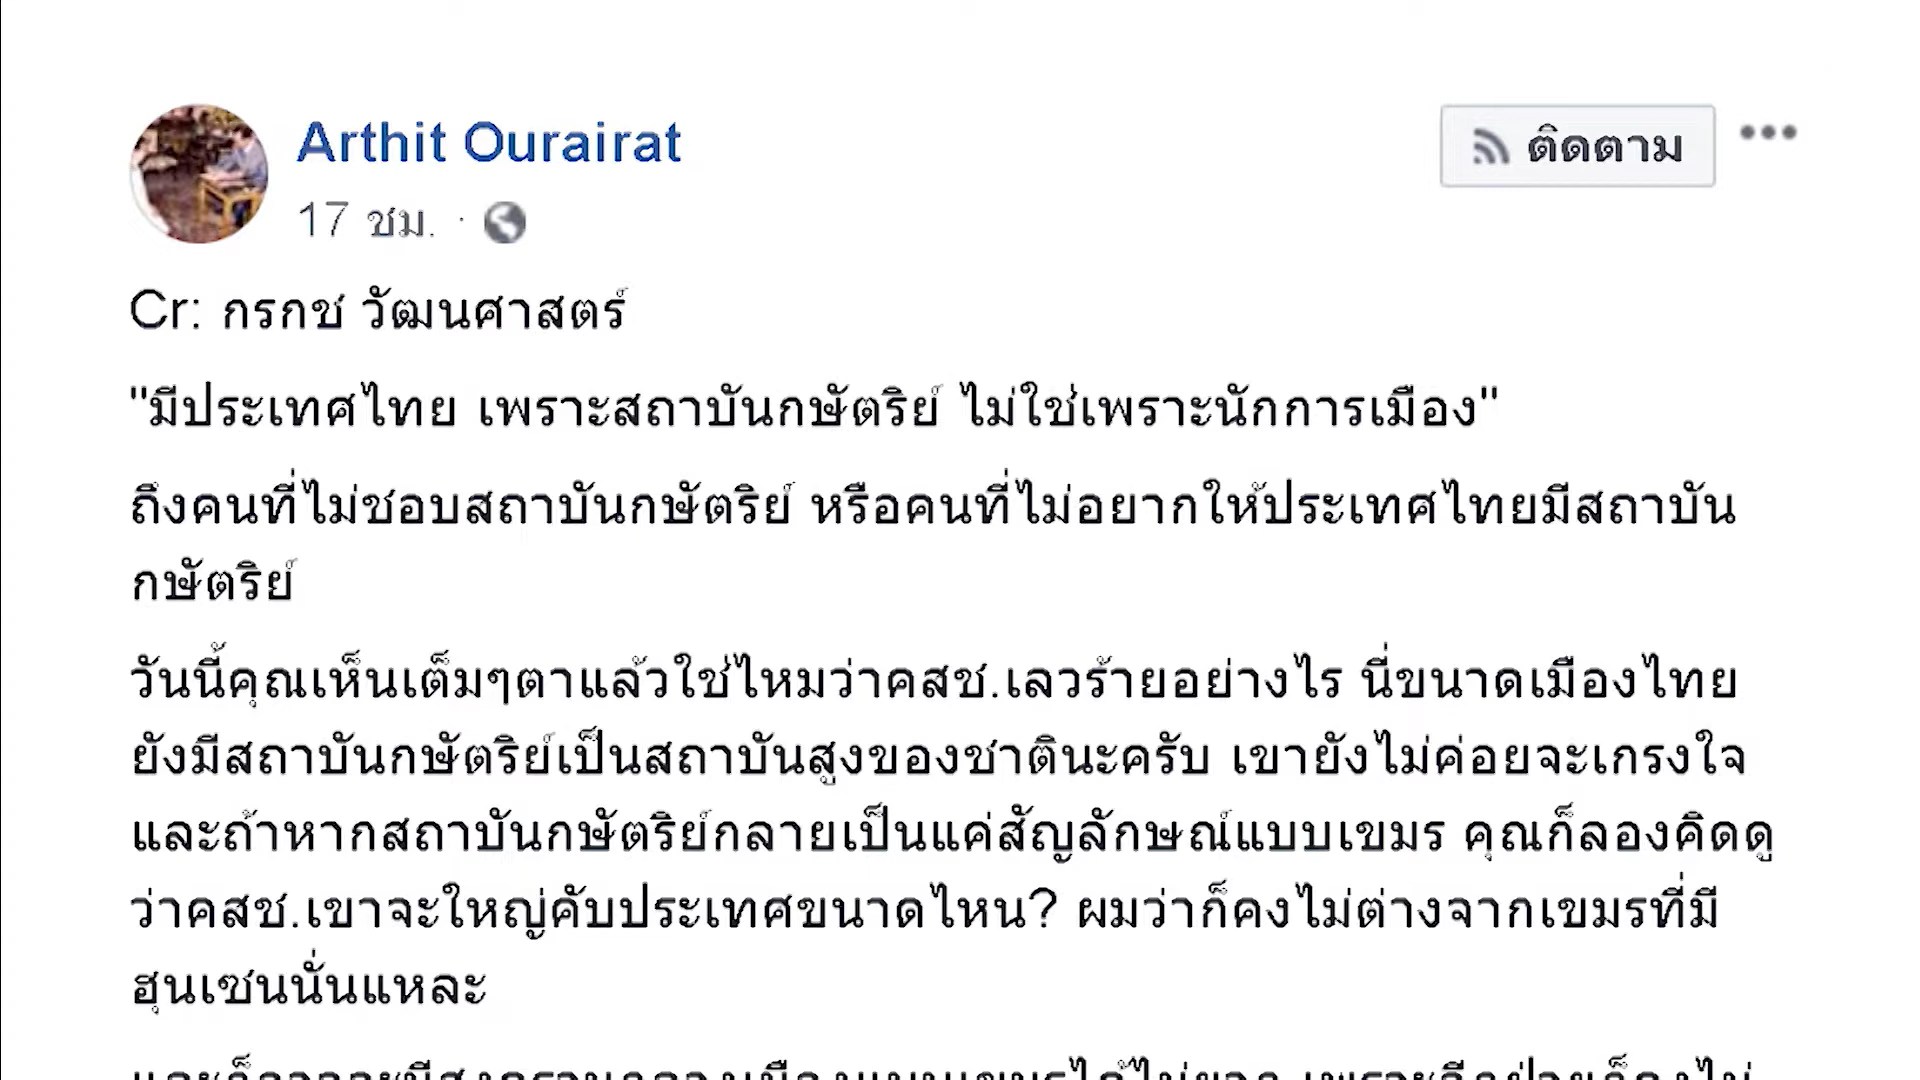 Arthit Ourairat
ติดตาม
17 ชม. ·
Cr: กรกช วัฒนศาสตร์
"มีประเทศไทย เพราะสถาบันกษัตริย์ ไม่ใช่เพราะนักการเมือง"
ถึงคนที่ไม่ชอบสถาบันกษัตริย์ หรือคนที่ไม่อยากให้ประเทศไทยมีสถาบัน
กษัตริย์
วันนี้คุณเห็นเต็มๆตาแล้วใช่ไหมว่าคสช.เลวร้ายอย่างไร นี่ขนาดเมืองไทย
ยังมีสถาบันกษัตริย์เป็นสถาบันสูงของชาตินะครับ เขายังไม่ค่อยจะเกรงใจ
และถ้าหากสถาบันกษัตริย์กลายเป็นแค่สัญลักษณ์แบบเขมร คุณก็ลองคิดดู
ว่าคสช.เขาจะใหญ่คับประเทศขนาดไหน? ผมว่าก็คงไม่ต่างจากเขมรที่มี
ฮุนเซนนั่นแหละ